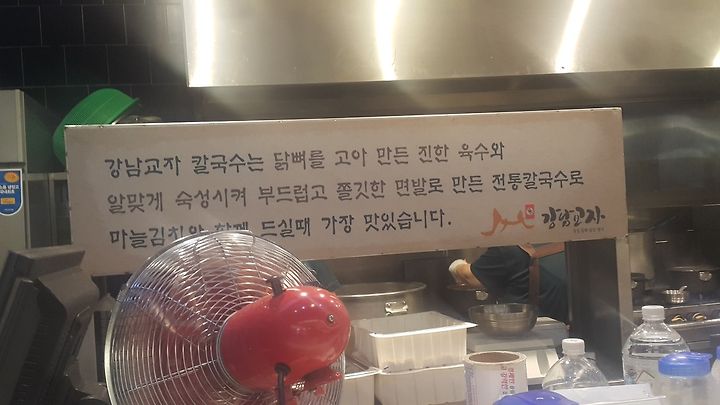 강남교자 칼국수는 닭뼈를 고아 만든 진한 육수와
알맞게 숙성시켜 부드럽고 쫄깃한 면발로 만든 전통칼국수로
마늘김치와 함께 드실때 가장 맛있습니다.
강남교자